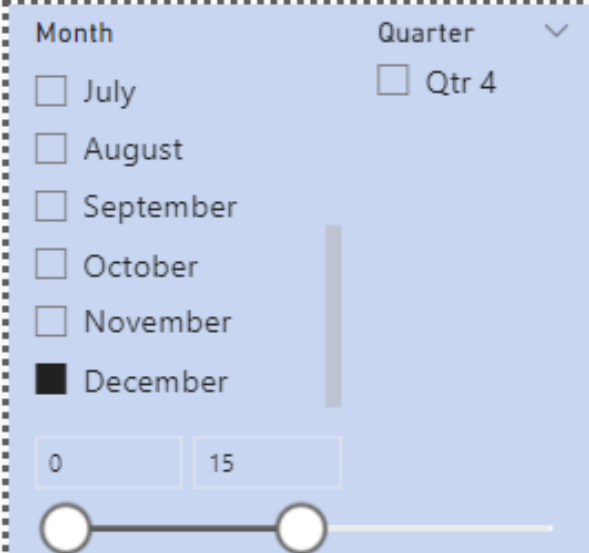 Month
July
August
September
October
November
December
0 15
Quarter
Qtr 4